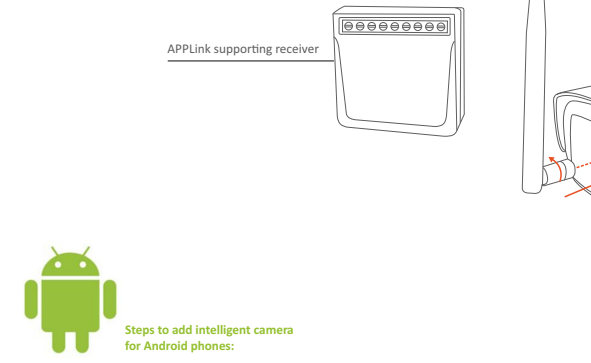 APPLink supporting receiver
Steps to add intelligent camera
for Android phones: